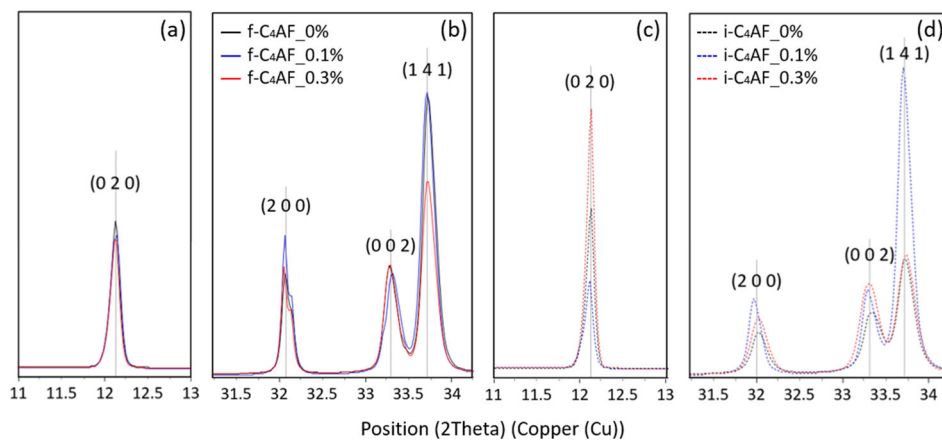 (a)
(0 2 0)
11 11.5 12 12.5 13
(b)
f-C₄AF_0%
f-C₄AF_0.1%
f-C₄AF_0.3%
(1 4 1)
(2 0 0)
(0 0 2)
31.5 32 32.5 33 33.5 34
(c)
(0 2 0)
11 11.5 12 12.5 13
(d)
i-C₄AF_0%
i-C₄AF_0.1%
i-C₄AF_0.3%
(1 4 1)
(0 0 2)
(2 0 0)
31.5 32 32.5 33 33.5 34
Position (2Theta) (Copper (Cu))